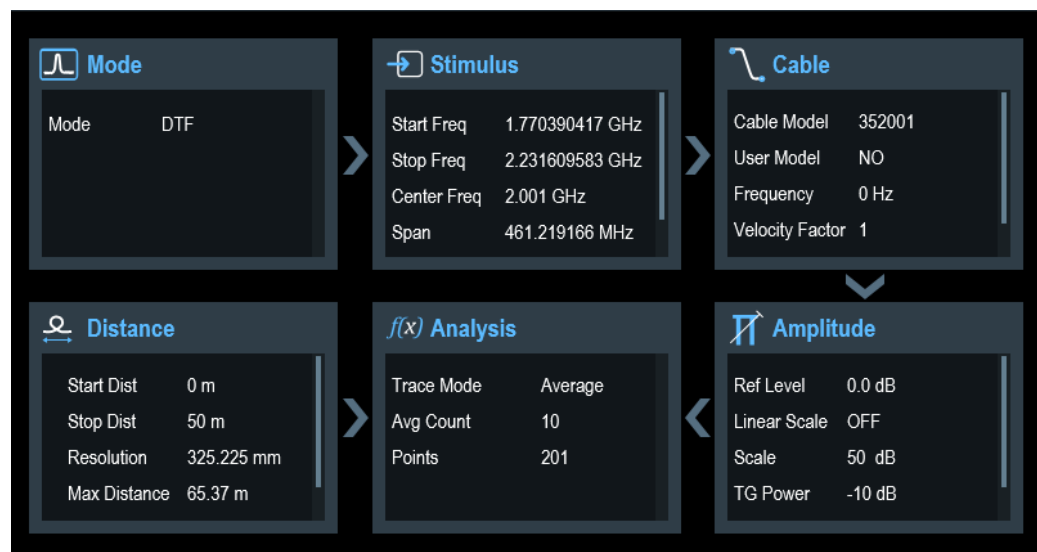 Mode
Mode DTF
Stimulus
Start Freq 1.770390417 GHz
Stop Freq 2.231609583 GHz
Center Freq 2.001 GHz
Span 461.219166 MHz
Cable
Cable Model 352001
User Model NO
Frequency 0 Hz
Velocity Factor 1
Distance
Start Dist 0 m
Stop Dist 50 m
Resolution 325.225 mm
Max Distance 65.37 m
f(x) Analysis
Trace Mode Average
Avg Count 10
Points 201
Amplitude
Ref Level 0.0 dB
Linear Scale OFF
Scale 50 dB
TG Power -10 dB